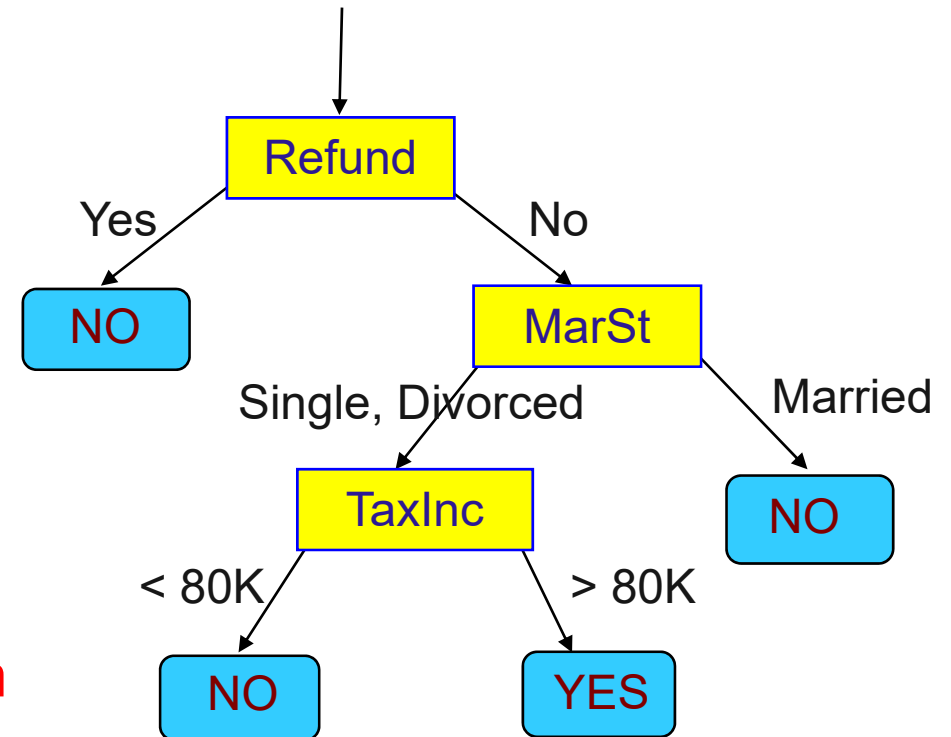 Refund
Yes
No
NO
MarSt
Single, Divorced
Married
TaxInc
NO
< 80K
> 80K
NO
YES
n